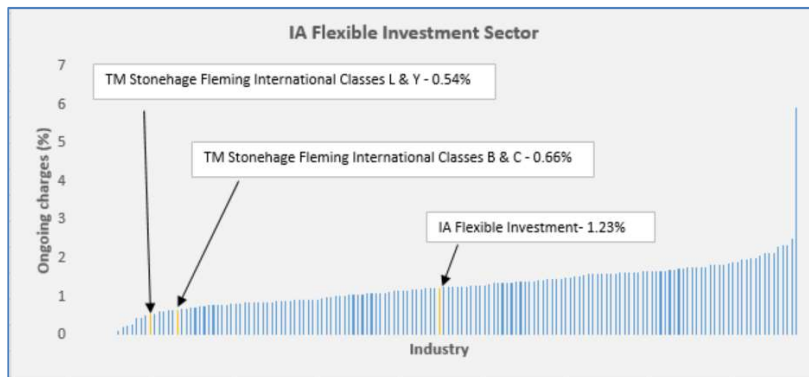 IA Flexible Investment Sector
7
TM Stonehage Fleming International Classes L & Y - 0.54%
6
5
TM Stonehage Fleming International Classes B & C - 0.66%
4
3
IA Flexible Investment- 1.23%
2
1
0
Ongoing charges (%)
Industry